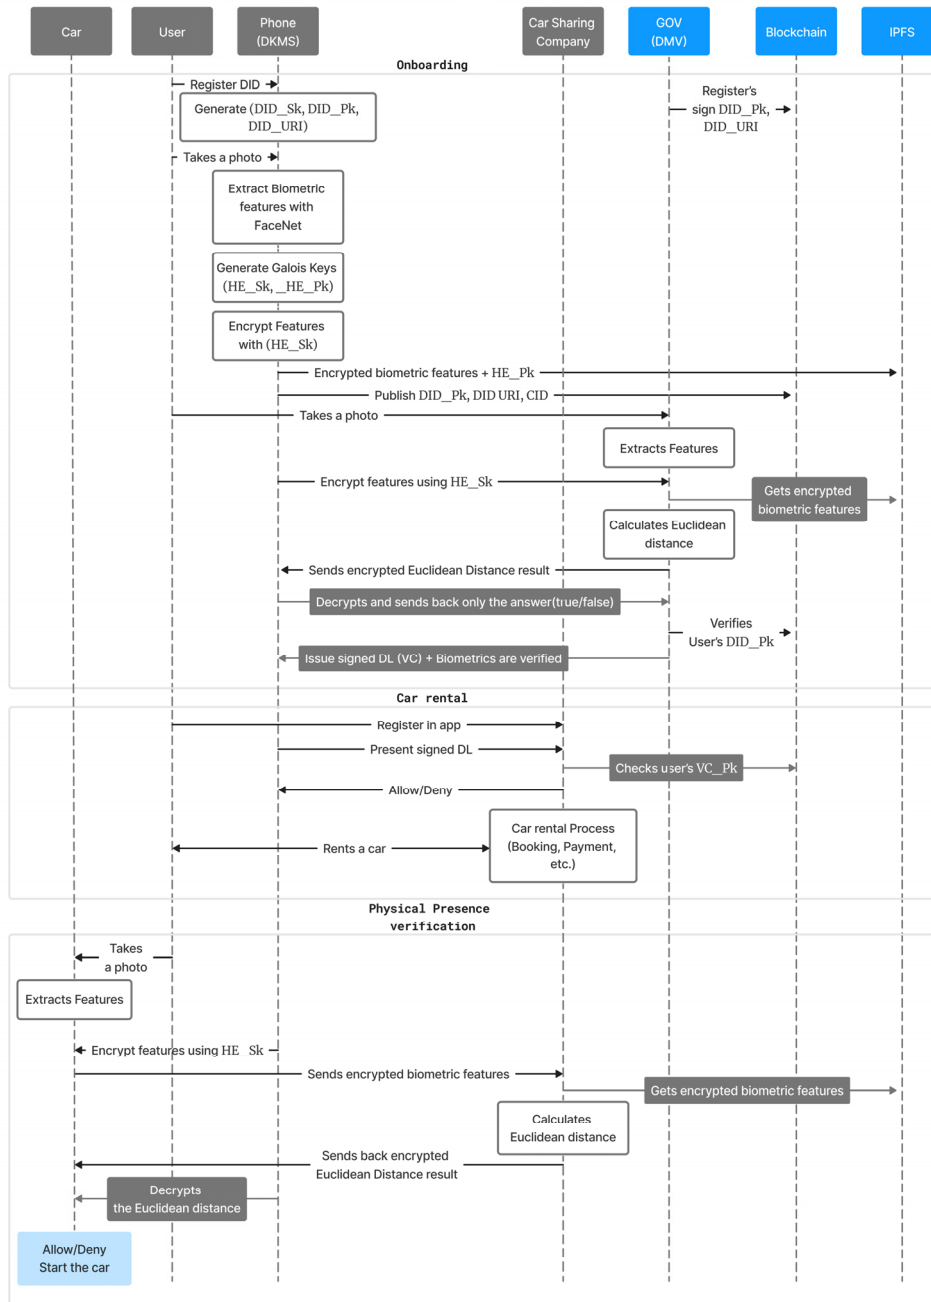 Car
User
Phone
(DKMS)
Car Sharing
Company
GOV
(DMV)
Blockchain
IPFS
Onboarding
Register DID
Generate (DID_Sk, DID_Pk,
DID_URI)
Register's
sign DID_Pk,
DID_URI
Takes a photo
Extract Biometric
features with
FaceNet
Generate Galois Keys
(HE_Sk, _HE_Pk)
Encrypt Features
with (HE_Sk)
Encrypted biometric features + HE_Pk
Publish DID_Pk, DID URI, CID
Takes a photo
Extracts Features
Encrypt features using HE_Sk
Gets encrypted
biometric features
Calculates Euclidean
distance
Sends encrypted Euclidean Distance result
Decrypts and sends back only the answer(true/false)
Verifies
User's DID_Pk
Issue signed DL (VC) + Biometrics are verified
Car rental
Register in app
Present signed DL
Checks user's VC_Pk
Allow/Deny
Car rental Process
(Booking, Payment,
etc.)
Rents a car
Physical Presence
verification
Takes
a photo
Extracts Features
Encrypt features using HE_Sk
Sends encrypted biometric features
Gets encrypted biometric features
Calculates
Euclidean distance
Sends back encrypted
Euclidean Distance result
Decrypts
the Euclidean distance
Allow/Deny
Start the car